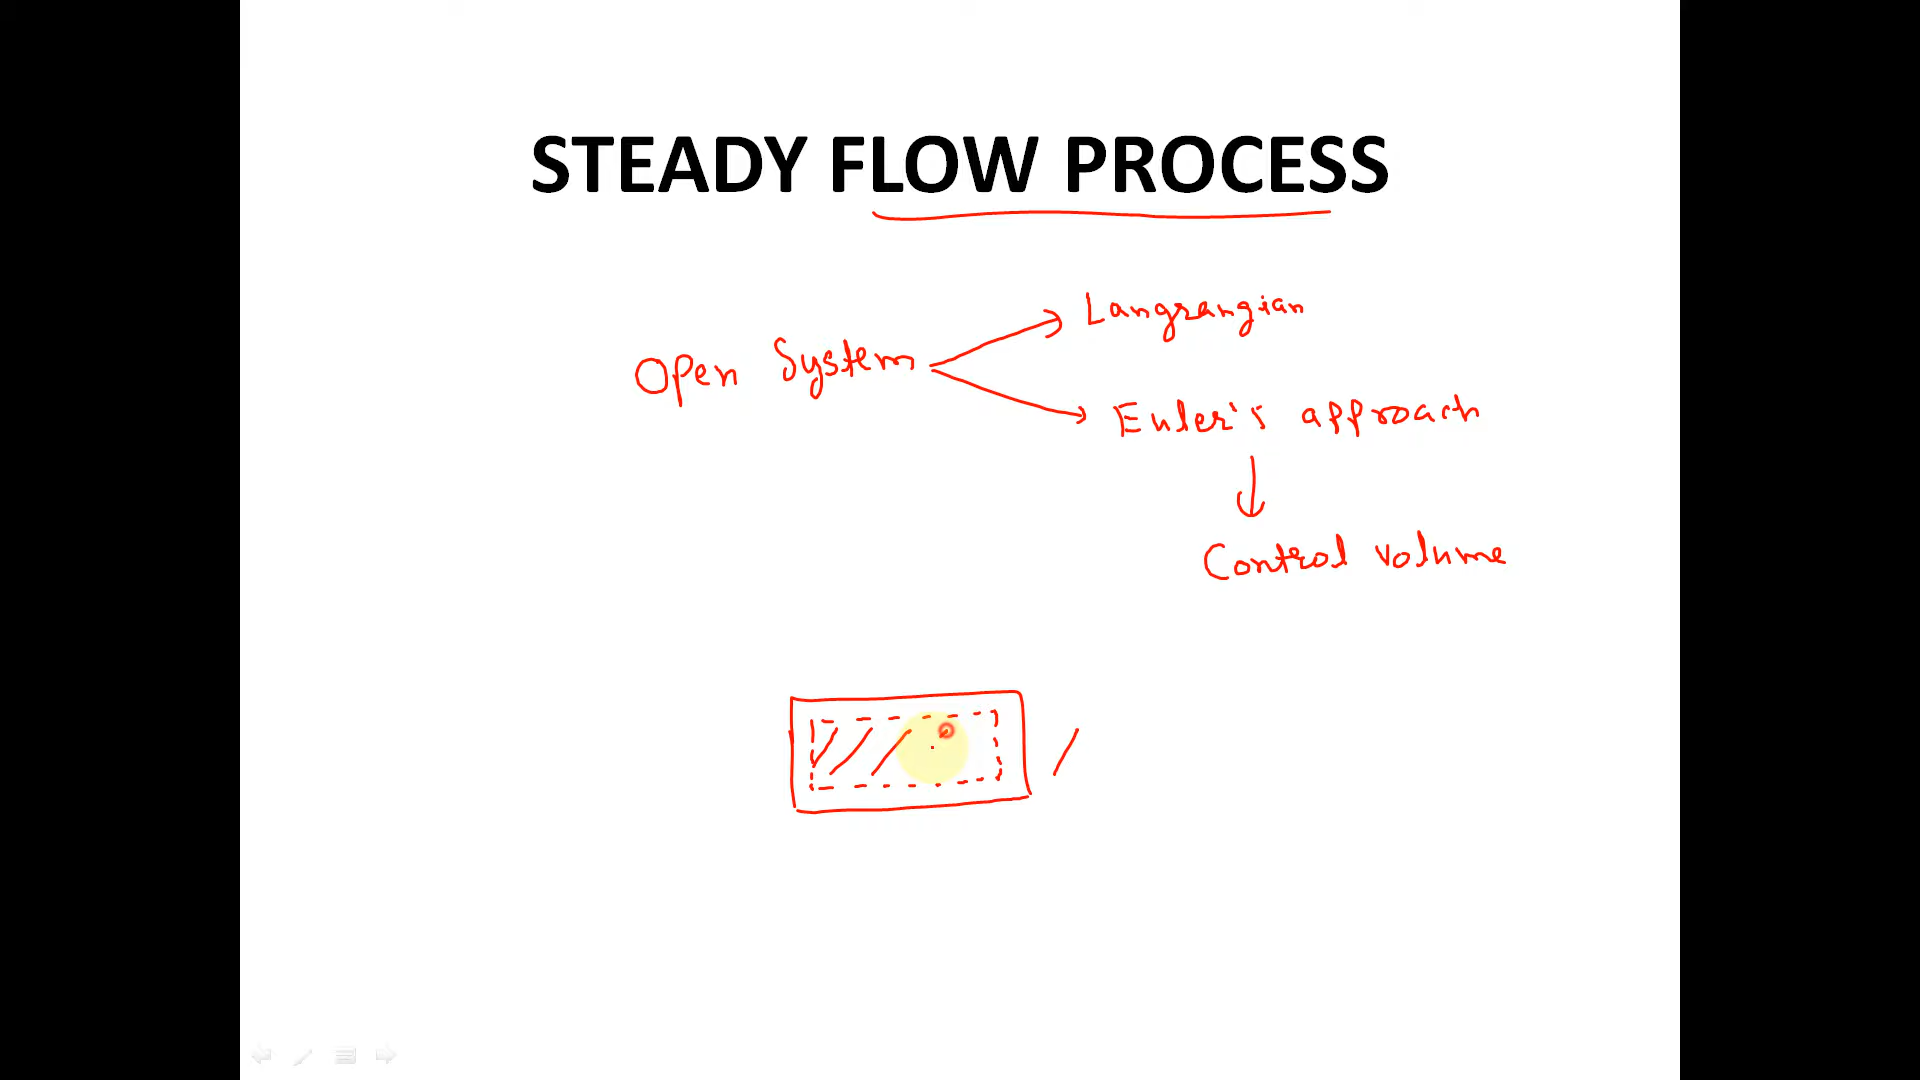 STEADY FLOW PROCESS
Langrangian
Open System
Euler's approach
Control volume